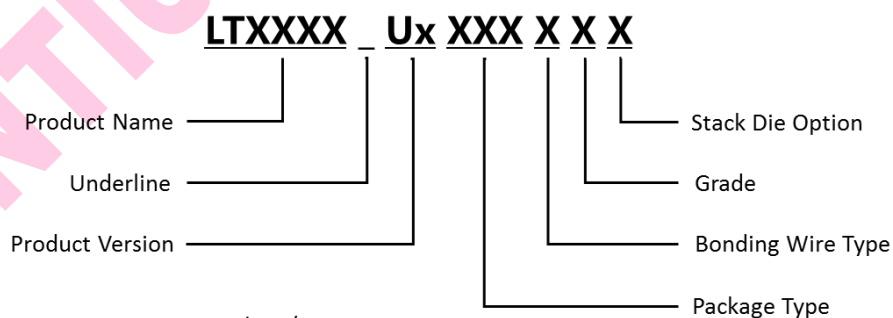 LTXXXX _ Ux XXX X X X
Product Name
Stack Die Option
Underline
Grade
Product Version
Bonding Wire Type
Package Type